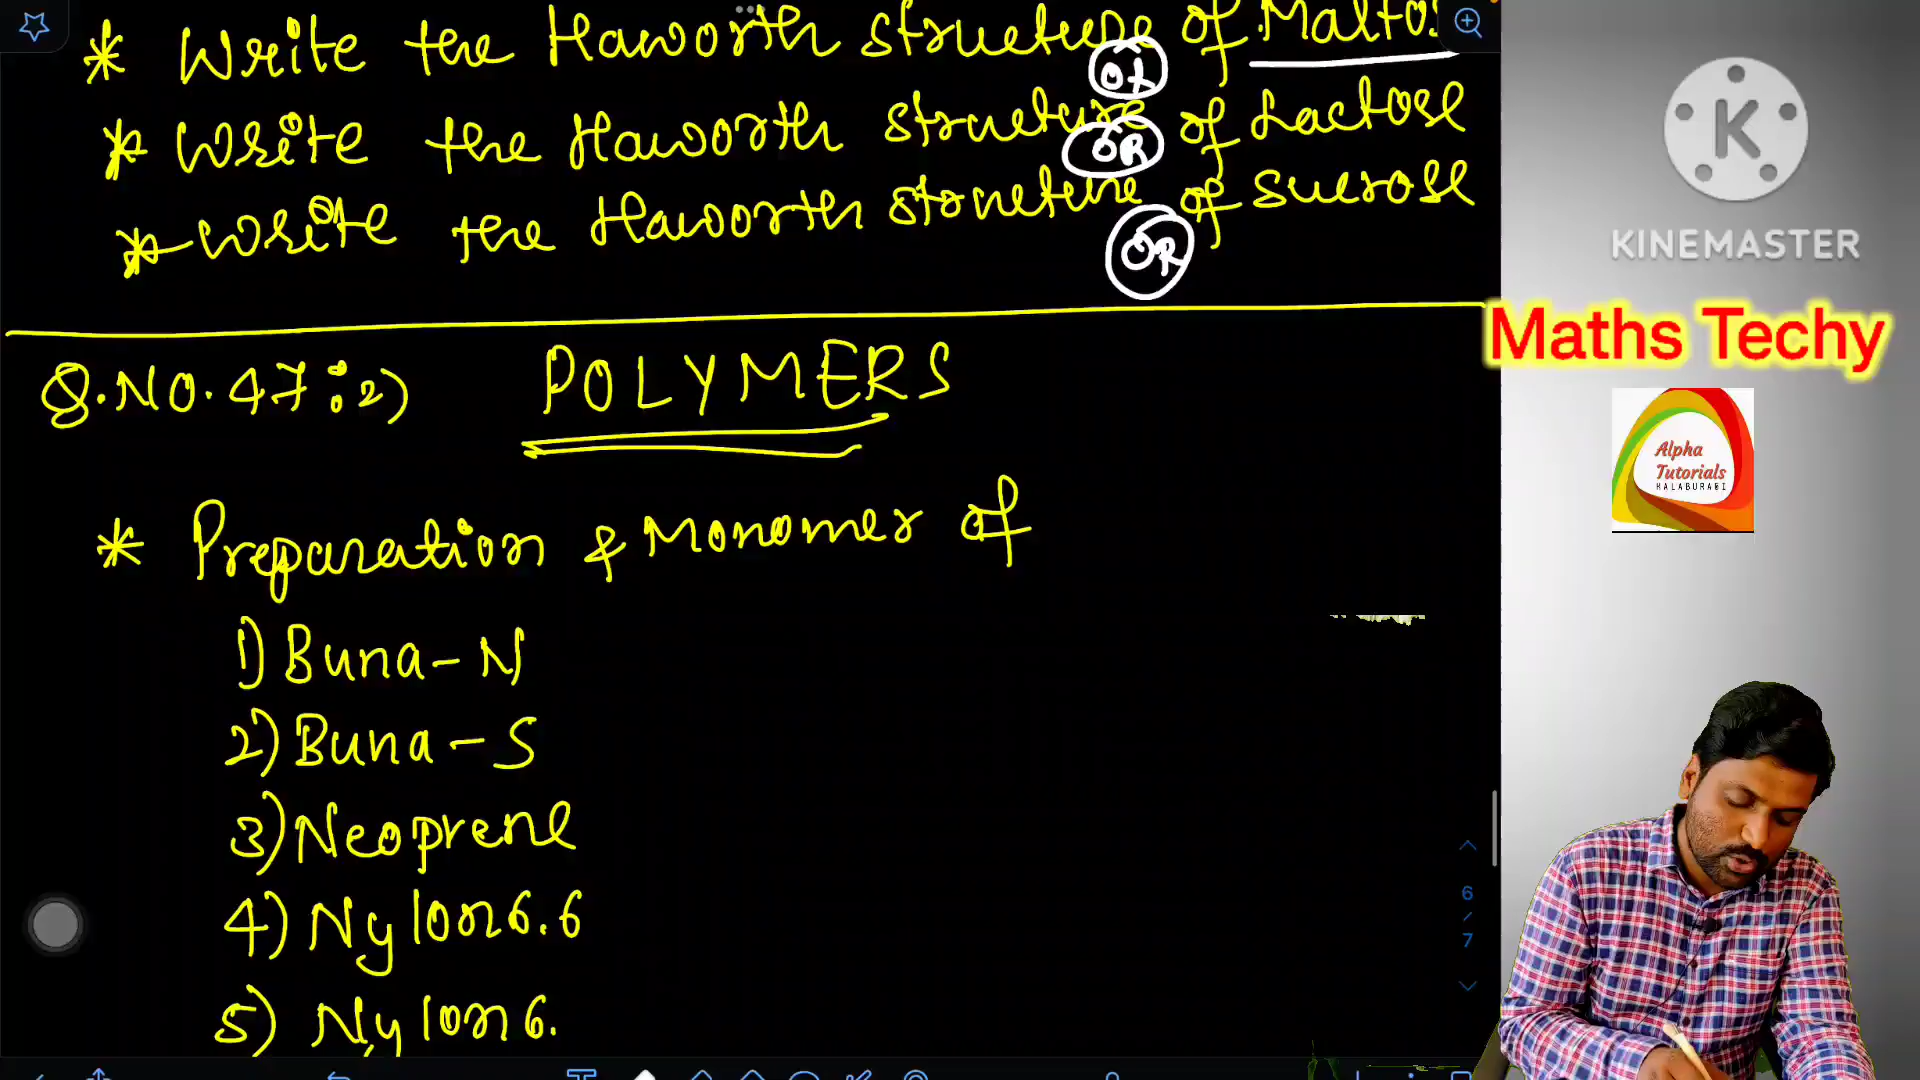 * Write the Haworth structure of Malto
OR
* Write the Haworth structure of Lactose
OR
* Write the Haworth structure of Sucrose
OR
Q.NO.47:2) POLYMERS
* Preparation & Monomer of
1) Buna-N
2) Buna-S
3) Neoprene
4) Nylon 6.6
5) Nylon 6.
6
/
7
K
KINEMASTER
Maths Techy
Alpha
Tutorials
KALABURAGI